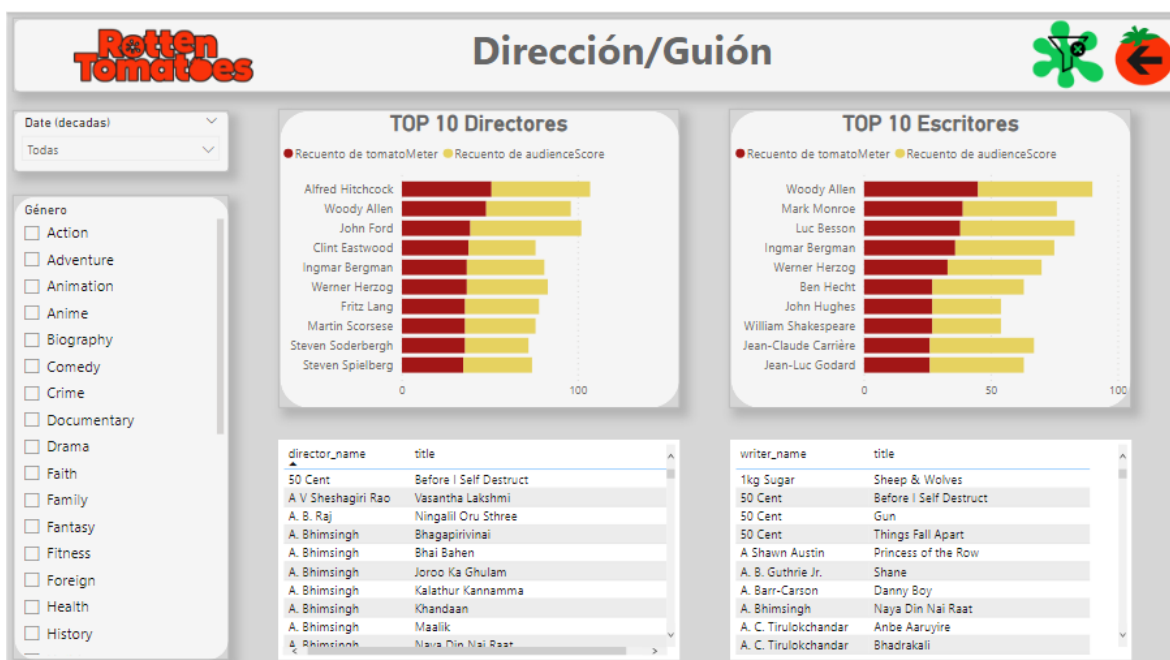 Rotten
Tomatoes
Dirección/Guión
Date (decadas)
Todas
Género
Action
Adventure
Animation
Anime
Biography
Comedy
Crime
Documentary
Drama
Faith
Family
Fantasy
Fitness
Foreign
Health
History
TOP 10 Directores
Recuento de tomatoMeter Recuento de audienceScore
Alfred Hitchcock
Woody Allen
John Ford
Clint Eastwood
Ingmar Bergman
Werner Herzog
Fritz Lang
Martin Scorsese
Steven Soderbergh
Steven Spielberg
0 100
TOP 10 Escritores
Recuento de tomatoMeter Recuento de audienceScore
Woody Allen
Mark Monroe
Luc Besson
Ingmar Bergman
Werner Herzog
Ben Hecht
John Hughes
William Shakespeare
Jean-Claude Carrière
Jean-Luc Godard
0 50 100
director_name title
50 Cent Before I Self Destruct
A V Sheshagiri Rao Vasantha Lakshmi
A. B. Raj Ningalil Oru Sthree
A. Bhimsingh Bhagapirivinai
A. Bhimsingh Bhai Bahen
A. Bhimsingh Joroo Ka Ghulam
A. Bhimsingh Kalathur Kannamma
A. Bhimsingh Khandaan
A. Bhimsingh Maalik
A. Bhimsingh Naya Din Nai Raat
writer_name title
1kg Sugar Sheep & Wolves
50 Cent Before I Self Destruct
50 Cent Gun
50 Cent Things Fall Apart
A Shawn Austin Princess of the Row
A. B. Guthrie Jr. Shane
A. Barr-Carson Danny Boy
A. Bhimsingh Naya Din Nai Raat
A. C. Tirulokchandar Anbe Aaruyire
A. C. Tirulokchandar Bhadrakali